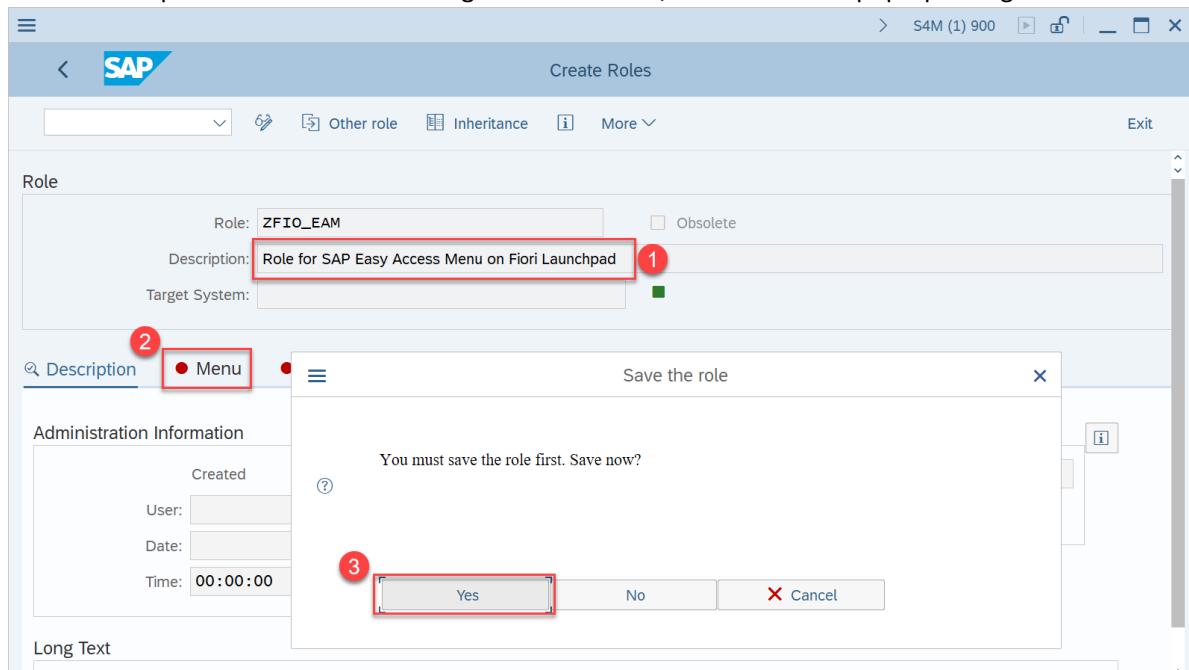 S4M (1) 900
SAP
Create Roles
Other role Inheritance More Exit
Role
Role: ZFIO_EAM Obsolete
Description: Role for SAP Easy Access Menu on Fiori Launchpad 1
Target System:
2
Description Menu
Save the role
Administration Information
You must save the role first. Save now?
Created
User:
Date:
3
Time: 00:00:00
Yes No Cancel
Long Text